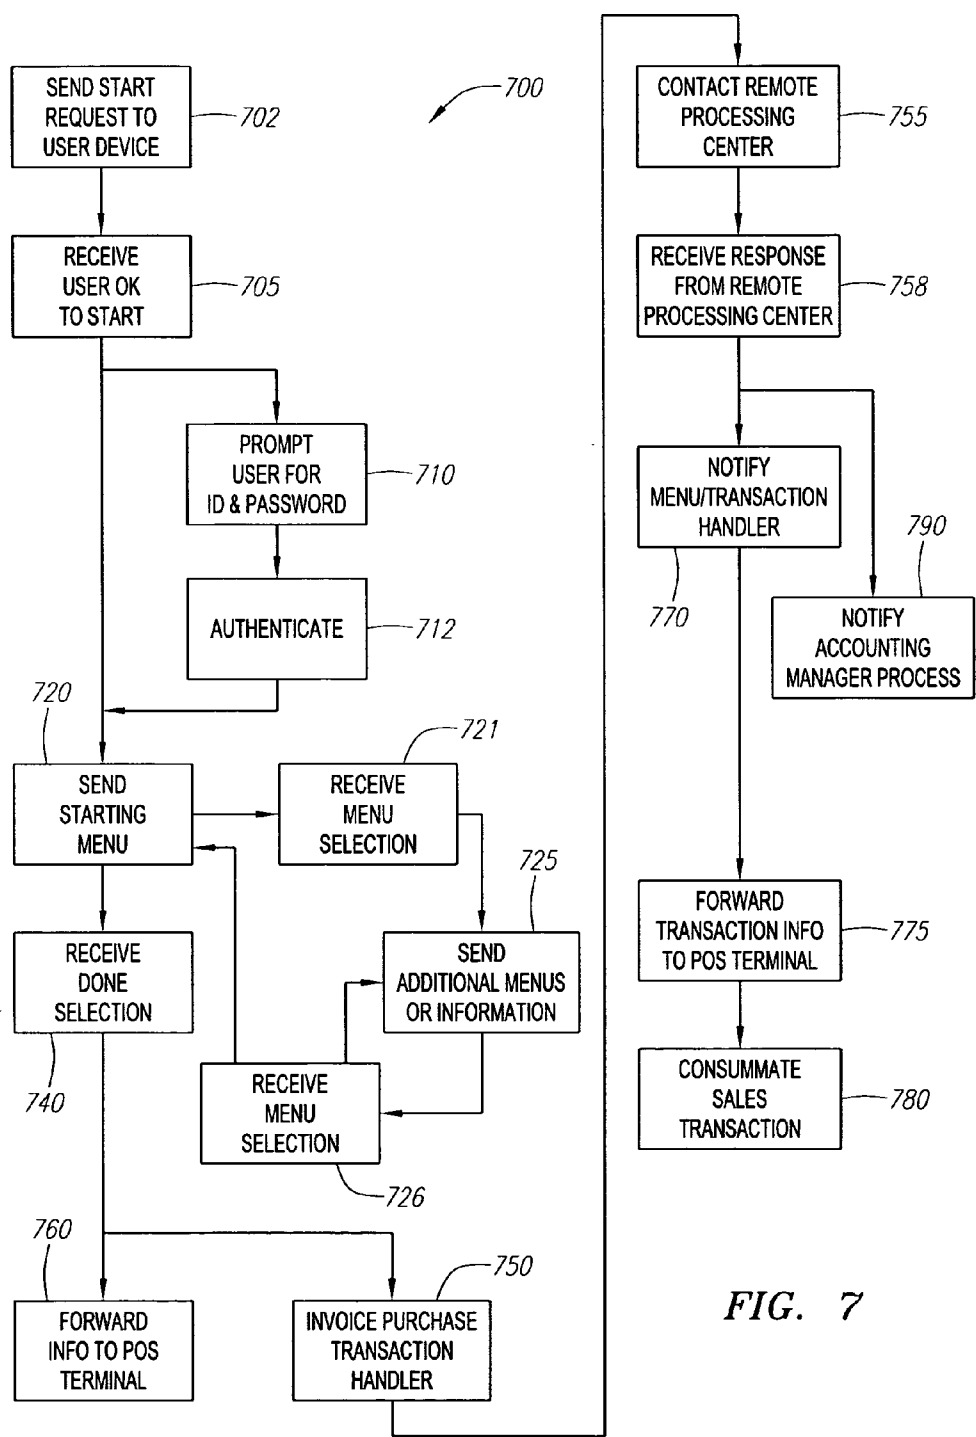 SEND START
REQUEST TO
USER DEVICE
702
700
RECEIVE
USER OK
TO START
705
PROMPT
USER FOR
ID & PASSWORD
710
AUTHENTICATE
712
720
SEND
STARTING
MENU
721
RECEIVE
MENU
SELECTION
725
SEND
ADDITIONAL MENUS
OR INFORMATION
RECEIVE
DONE
SELECTION
740
RECEIVE
MENU
SELECTION
726
760
FORWARD
INFO TO POS
TERMINAL
750
INVOICE PURCHASE
TRANSACTION
HANDLER
CONTACT REMOTE
PROCESSING
CENTER
755
RECEIVE RESPONSE
FROM REMOTE
PROCESSING CENTER
758
NOTIFY
MENU/TRANSACTION
HANDLER
770
790
NOTIFY
ACCOUNTING
MANAGER PROCESS
FORWARD
TRANSACTION INFO
TO POS TERMINAL
775
CONSUMMATE
SALES
TRANSACTION
780
FIG. 7